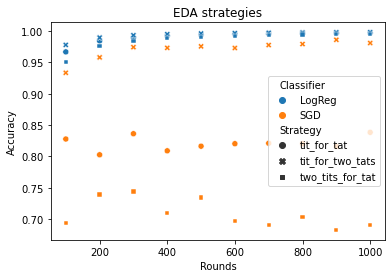 EDA strategies
1.00
0.95
0.90
0.85
0.80
0.75
0.70
Accuracy
Classifier
LogReg
SGD
Strategy
tit_for_tat
tit_for_two_tats
two_tits_for_tat
200 400 600 800 1000
Rounds